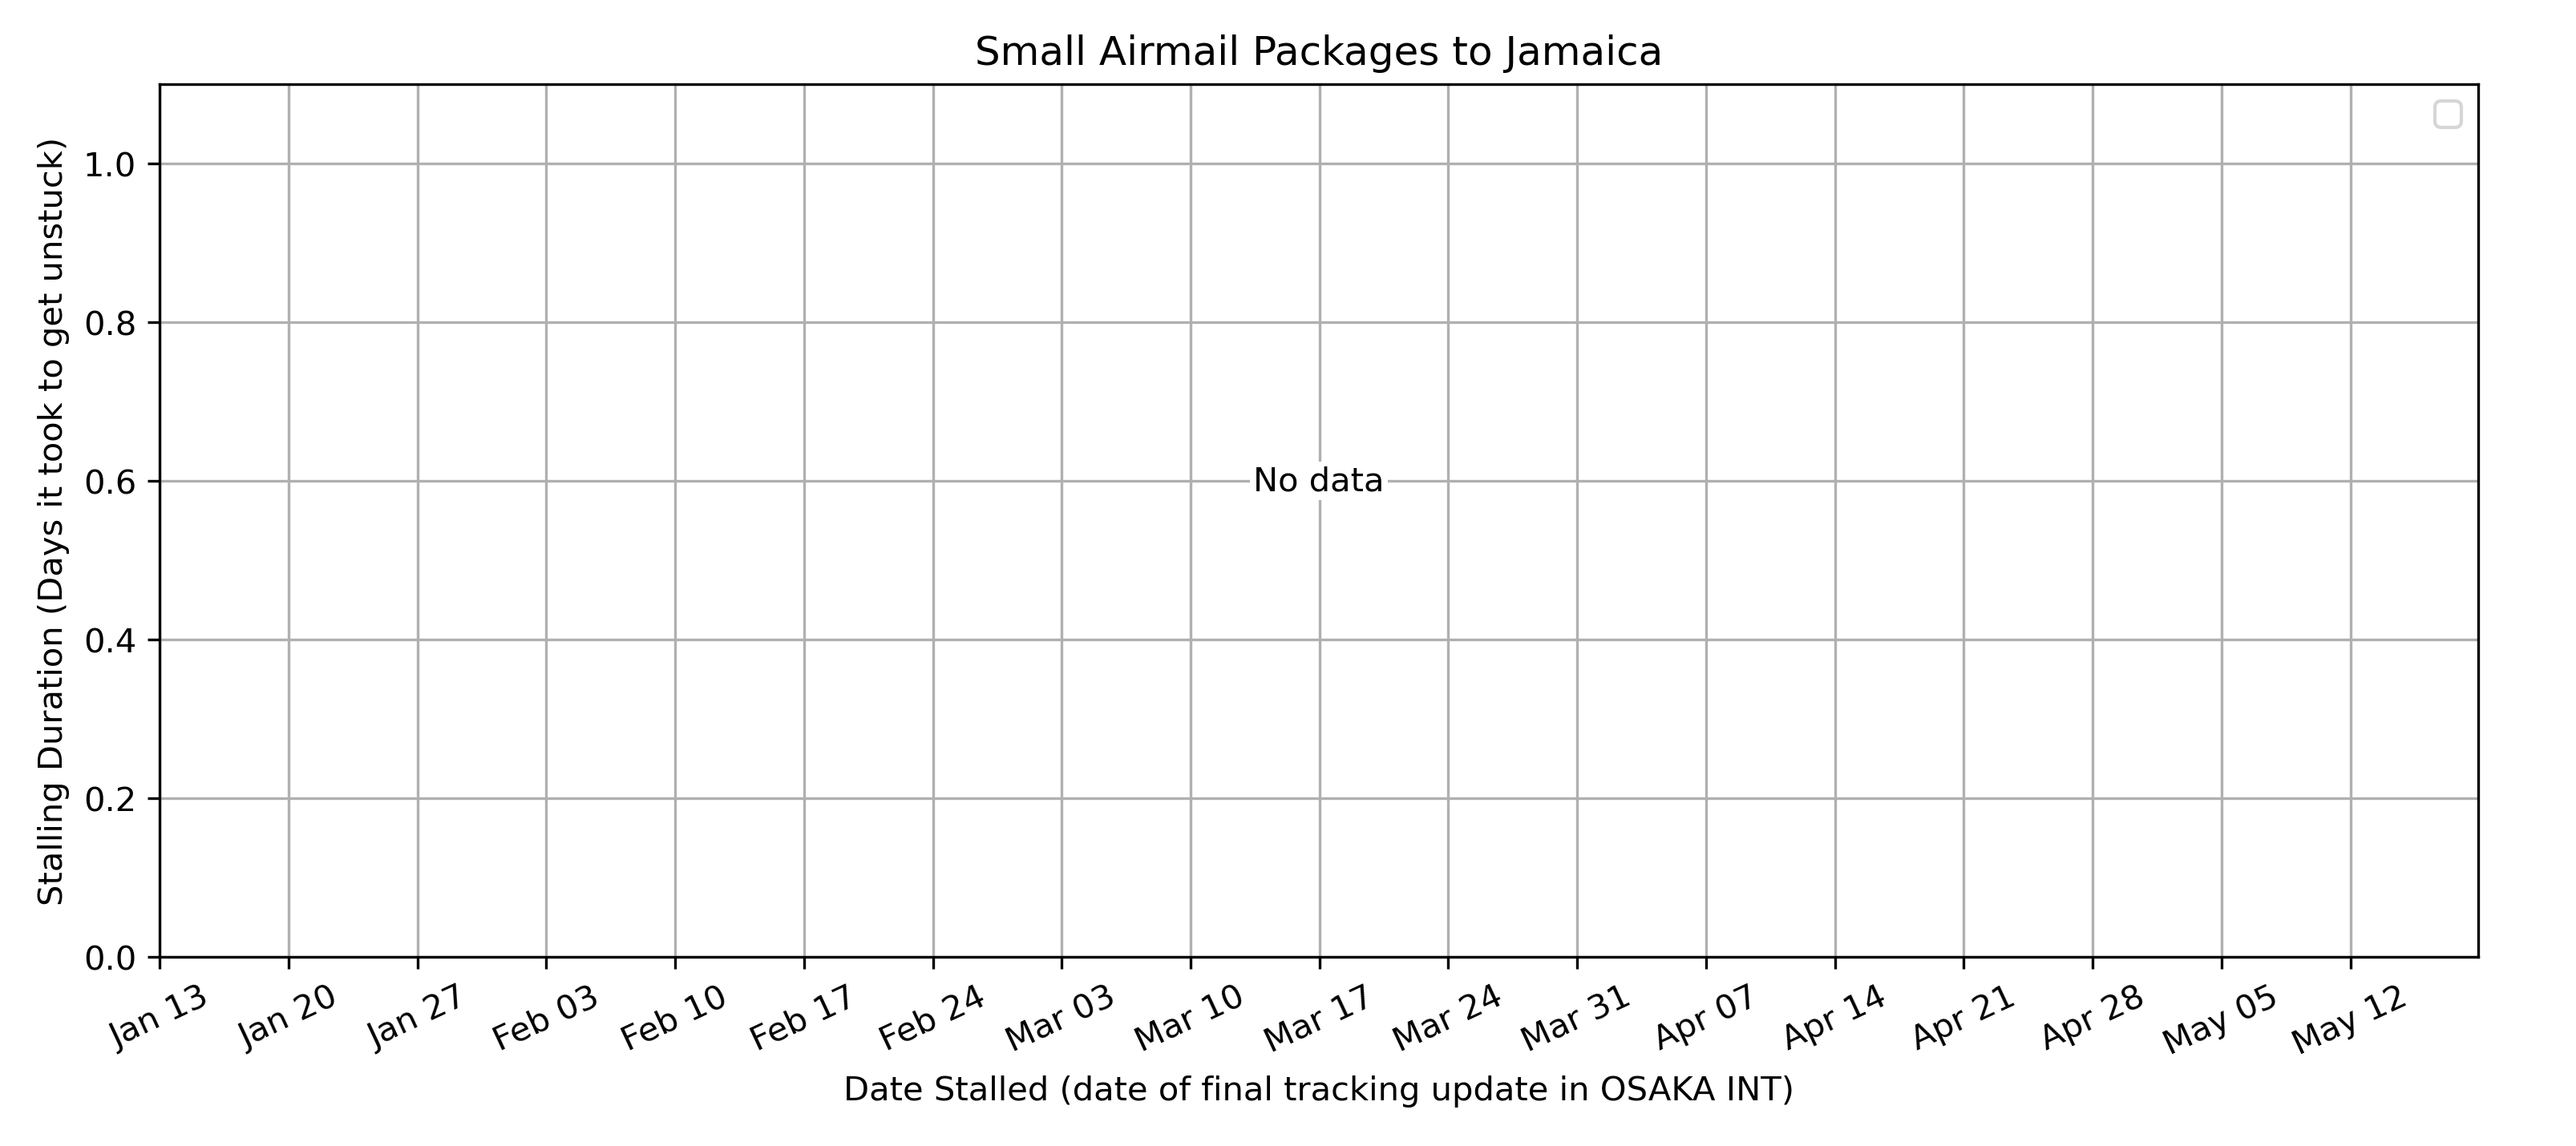 Small Airmail Packages to Jamaica
Stalling Duration (Days it took to get unstuck)
1.0
0.8
0.6
0.4
0.2
0.0
No data
Jan 13
Jan 20
Jan 27
Feb 03
Feb 10
Feb 17
Feb 24
Mar 03
Mar 10
Mar 17
Mar 24
Mar 31
Apr 07
Apr 14
Apr 21
Apr 28
May 05
May 12
Date Stalled (date of final tracking update in OSAKA INT)